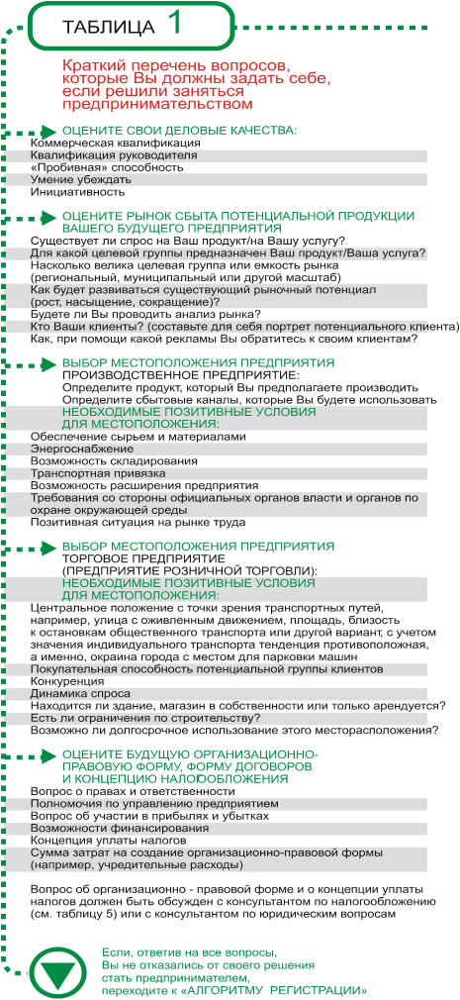 ТАБЛИЦА 1
Краткий перечень вопросов,
которые Вы должны задать себе,
если решили заняться
предпринимательством
ОЦЕНИТЕ СВОИ ДЕЛОВЫЕ КАЧЕСТВА:
Коммерческая квалификация
Квалификация руководителя
«Пробивная» способность
Умение убеждать
Инициативность
ОЦЕНИТЕ РЫНОК СБЫТА ПОТЕНЦИАЛЬНОЙ ПРОДУКЦИИ
ВАШЕГО БУДУЩЕГО ПРЕДПРИЯТИЯ
Существует ли спрос на Ваш продукт/на Вашу услугу?
Для какой целевой группы предназначен Ваш продукт/Ваша услуга?
Насколько велика целевая группа или емкость рынка
(региональный, муниципальный или другой масштаб)
Как будет развиваться существующий рыночный потенциал
(рост, насыщение, сокращение)?
Будете ли Вы проводить анализ рынка?
Кто Ваши клиенты? (составьте для себя портрет потенциального клиента)
Как, при помощи какой рекламы Вы обратитесь к своим клиентам?
ВЫБОР МЕСТОПОЛОЖЕНИЯ ПРЕДПРИЯТИЯ
ПРОИЗВОДСТВЕННОЕ ПРЕДПРИЯТИЕ:
Определите продукт, который Вы предполагаете производить
Определите сбытовые каналы, которые Вы будете использовать
НЕОБХОДИМЫЕ ПОЗИТИВНЫЕ УСЛОВИЯ
ДЛЯ МЕСТОПОЛОЖЕНИЯ:
Обеспечение сырьем и материалами
Энергоснабжение
Возможность складирования
Транспортная привязка
Возможность расширения предприятия
Требования со стороны официальных органов власти и органов по
охране окружающей среды
Позитивная ситуация на рынке труда
ВЫБОР МЕСТОПОЛОЖЕНИЯ ПРЕДПРИЯТИЯ
ТОРГОВОЕ ПРЕДПРИЯТИЕ
(ПРЕДПРИЯТИЕ РОЗНИЧНОЙ ТОРГОВЛИ):
НЕОБХОДИМЫЕ ПОЗИТИВНЫЕ УСЛОВИЯ
ДЛЯ МЕСТОПОЛОЖЕНИЯ:
Центральное положение с точки зрения транспортных путей,
например, улица с оживленным движением, площадь, близость
к остановкам общественного транспорта или другой вариант, с учетом
значения индивидуального транспорта тенденция противоположная,
а именно, окраина города с местом для парковки машин
Покупательная способность потенциальной группы клиентов
Конкуренция
Динамика спроса
Находится ли здание, магазин в собственности или только арендуется?
Есть ли ограничения по строительству?
Возможно ли долгосрочное использование этого месторасположения?
ОЦЕНИТЕ БУДУЩУЮ ОРГАНИЗАЦИОННО-
ПРАВОВУЮ ФОРМУ, ФОРМУ ДОГОВОРОВ
И КОНЦЕПЦИЮ НАЛОГООБЛОЖЕНИЯ
Вопрос о правах и ответственности
Полномочия по управлению предприятием
Вопрос об участии в прибылях и убытках
Возможности финансирования
Концепция уплаты налогов
Сумма затрат на создание организационно-правовой формы
(например, учредительные расходы)
Вопрос об организационно - правовой форме и о концепции уплаты
налогов должен быть обсужден с консультантом по налогообложению
(см. таблицу 5) или с консультантом по юридическим вопросам
Если, ответив на все вопросы,
Вы не отказались от своего решения
стать предпринимателем,
переходите к «АЛГОРИТМУ РЕГИСТРАЦИИ»